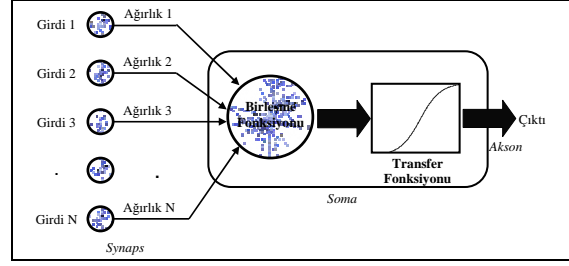 Girdi 1
Ağırlık 1
Girdi 2
Ağırlık 2
Girdi 3
Ağırlık 3
.
.
Girdi N
Ağırlık N
Synaps
Birleşme
Fonksiyonu
Transfer
Fonksiyonu
Soma
Çıktı
Akson